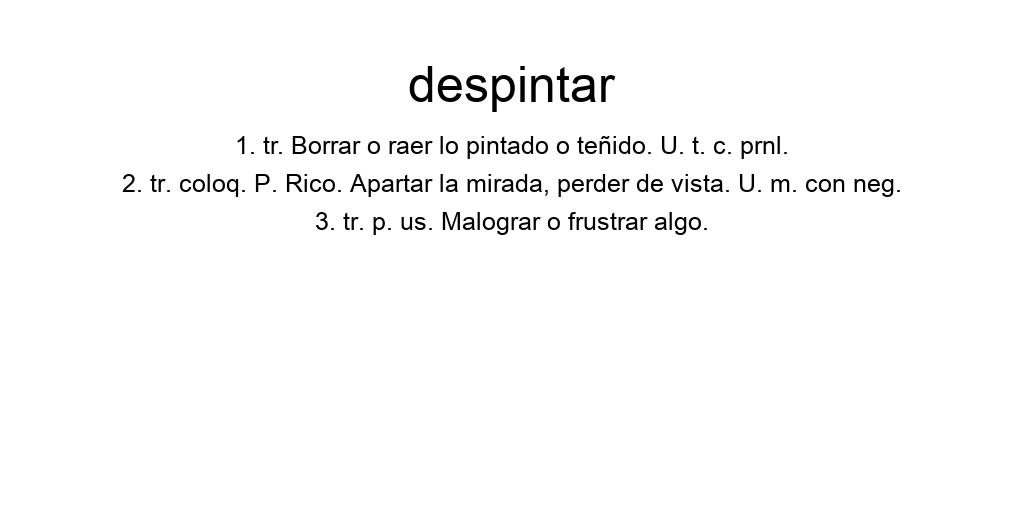 despintar
1. tr. Borrar o raer lo pintado o teñido. U. t. c. prnl.
2. tr. coloq. P. Rico. Apartar la mirada, perder de vista. U. m. con neg.
3. tr. p. us. Malograr o frustrar algo.